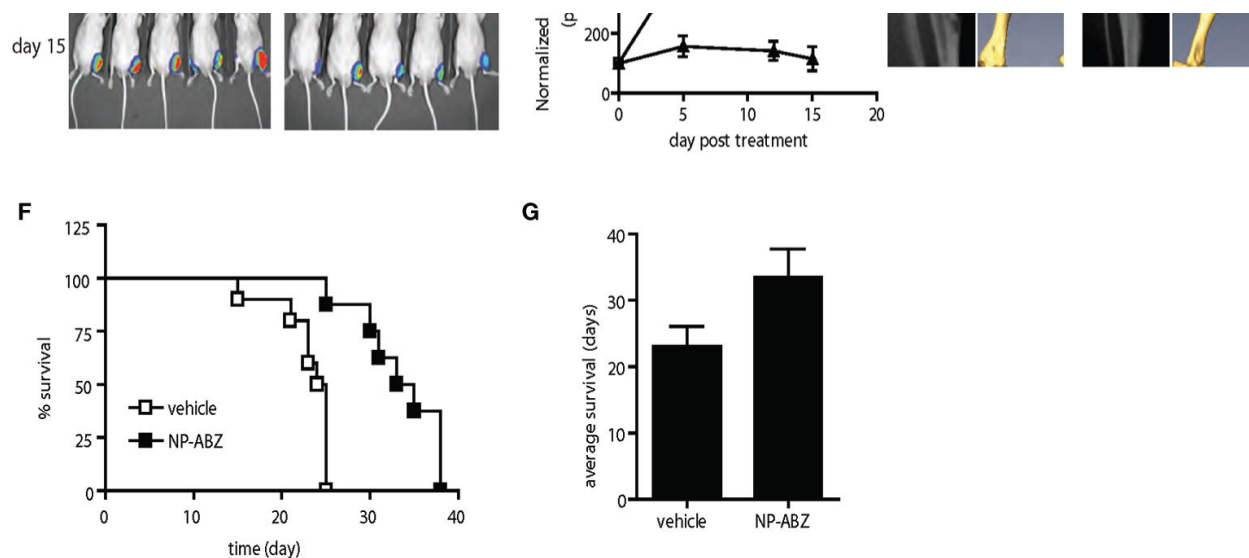 day 15
Normalized
(p
200
0
0
5
10
15
20
day post treatment
F
125
100
75
50
25
0
% survival
vehicle
NP-ABZ
0
10
20
30
40
time (day)
G
40
30
20
10
0
average survival (days)
vehicle
NP-ABZ